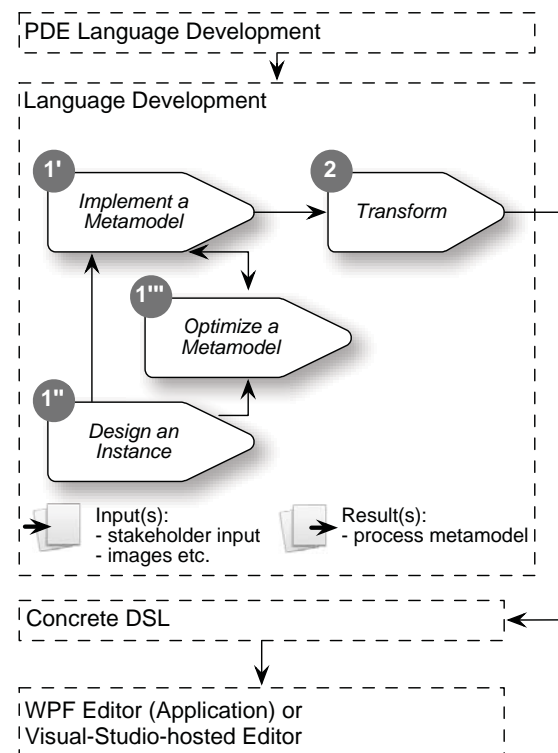 PDE Language Development
Language Development
1'
Implement a
Metamodel
2
Transform
1'''
Optimize a
Metamodel
1''
Design an
Instance
Input(s):
- stakeholder input
- images etc.
Result(s):
- process metamodel
Concrete DSL
WPF Editor (Application) or
Visual-Studio-hosted Editor